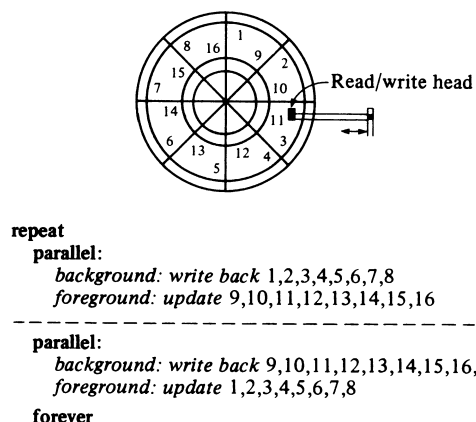 1
16
8
9
2
15
10
Read/write head
7
14
11
3
6
13
12
4
5
repeat
parallel:
background: write back 1,2,3,4,5,6,7,8
foreground: update 9,10,11,12,13,14,15,16
parallel:
background: write back 9,10,11,12,13,14,15,16,
foreground: update 1,2,3,4,5,6,7,8
forever